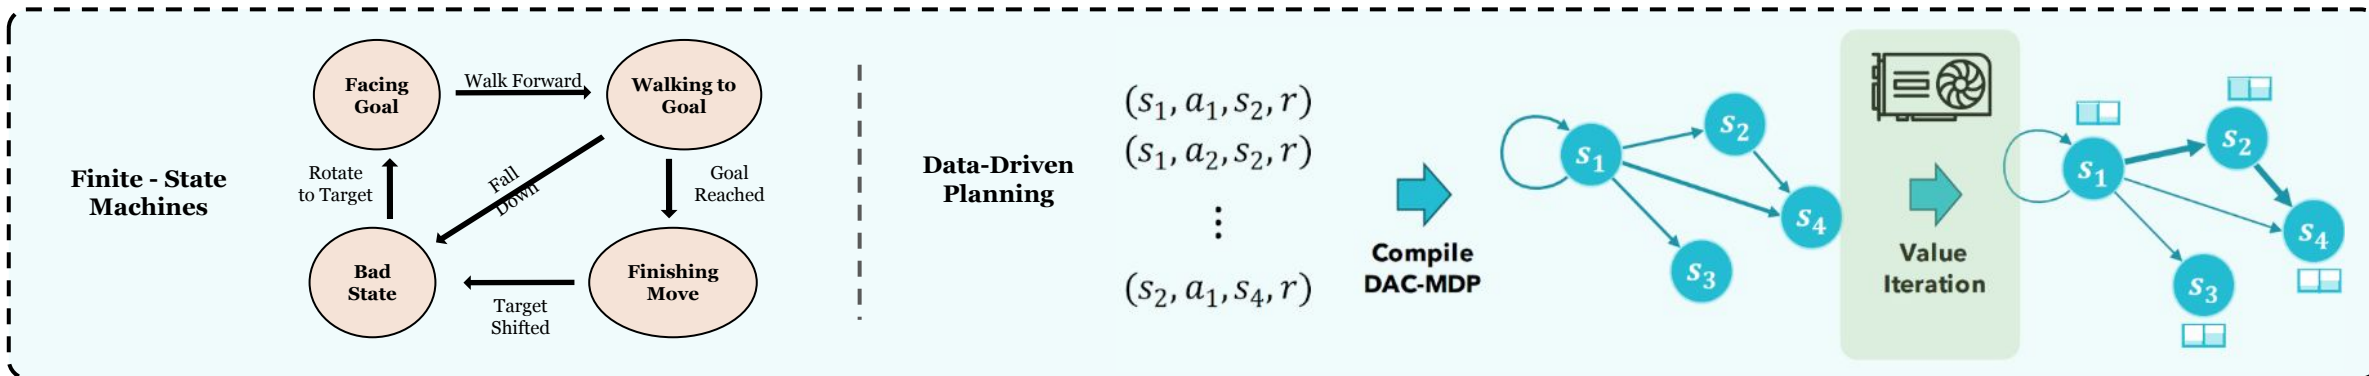 Finite - State
Machines
Facing
Goal
Walk Forward
Walking to
Goal
Rotate
to Target
Fall
Down
Goal
Reached
Bad
State
Target
Shifted
Finishing
Move
Data-Driven
Planning
(s₁, a₁, s₂, r)
(s₁, a₂, s₂, r)
⋮
(s₂, a₁, s₄, r)
Compile
DAC-MDP
s₁
s₂
s₄
s₃
Value
Iteration
s₁
s₂
s₄
s₃